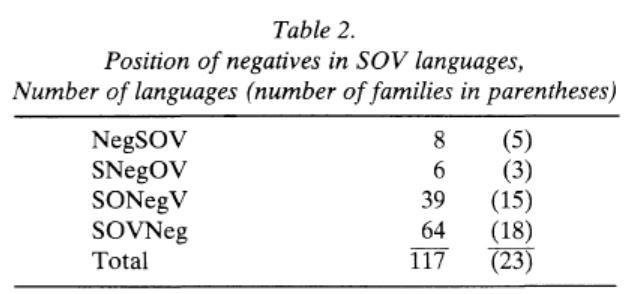 Table 2.
Position of negatives in SOV languages,
Number of languages (number of families in parentheses)
NegSOV 8 (5)
SNegOV 6 (3)
SONegV 39 (15)
SOVNeg 64 (18)
Total 117 (23)